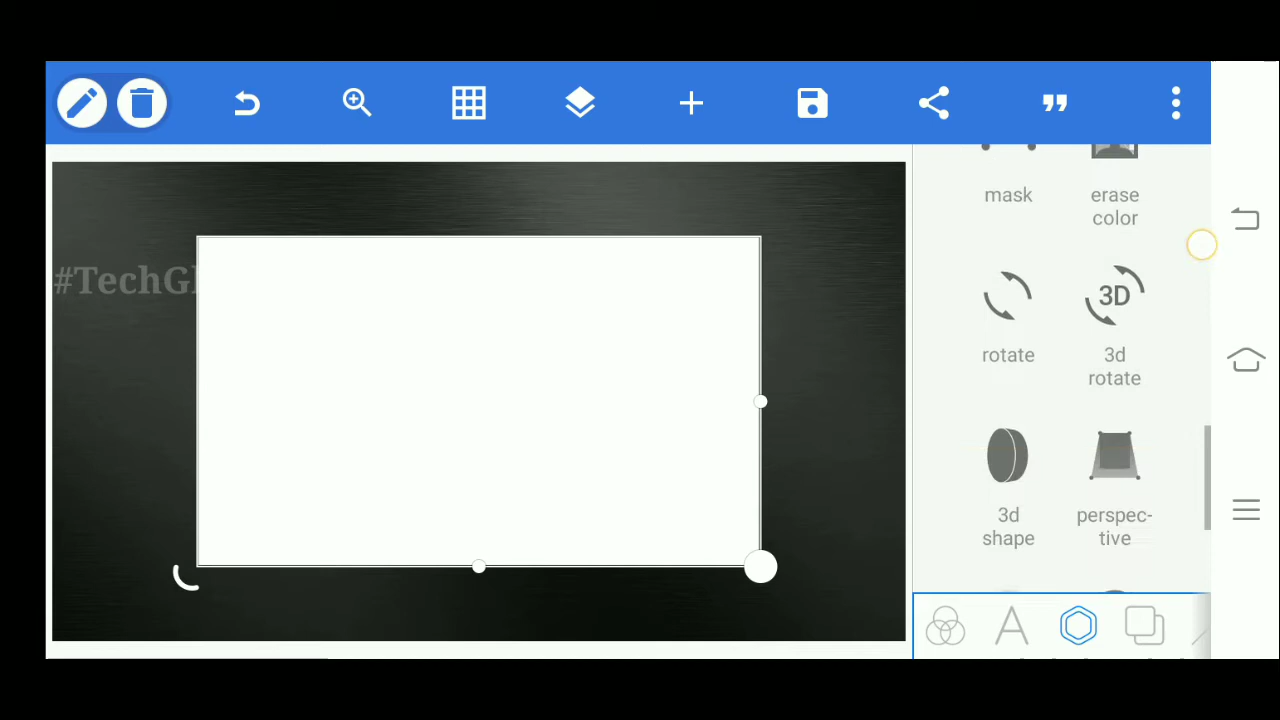 #TechGl
mask
erase
color
rotate
3D
3d
rotate
3d
shape
perspec-
tive